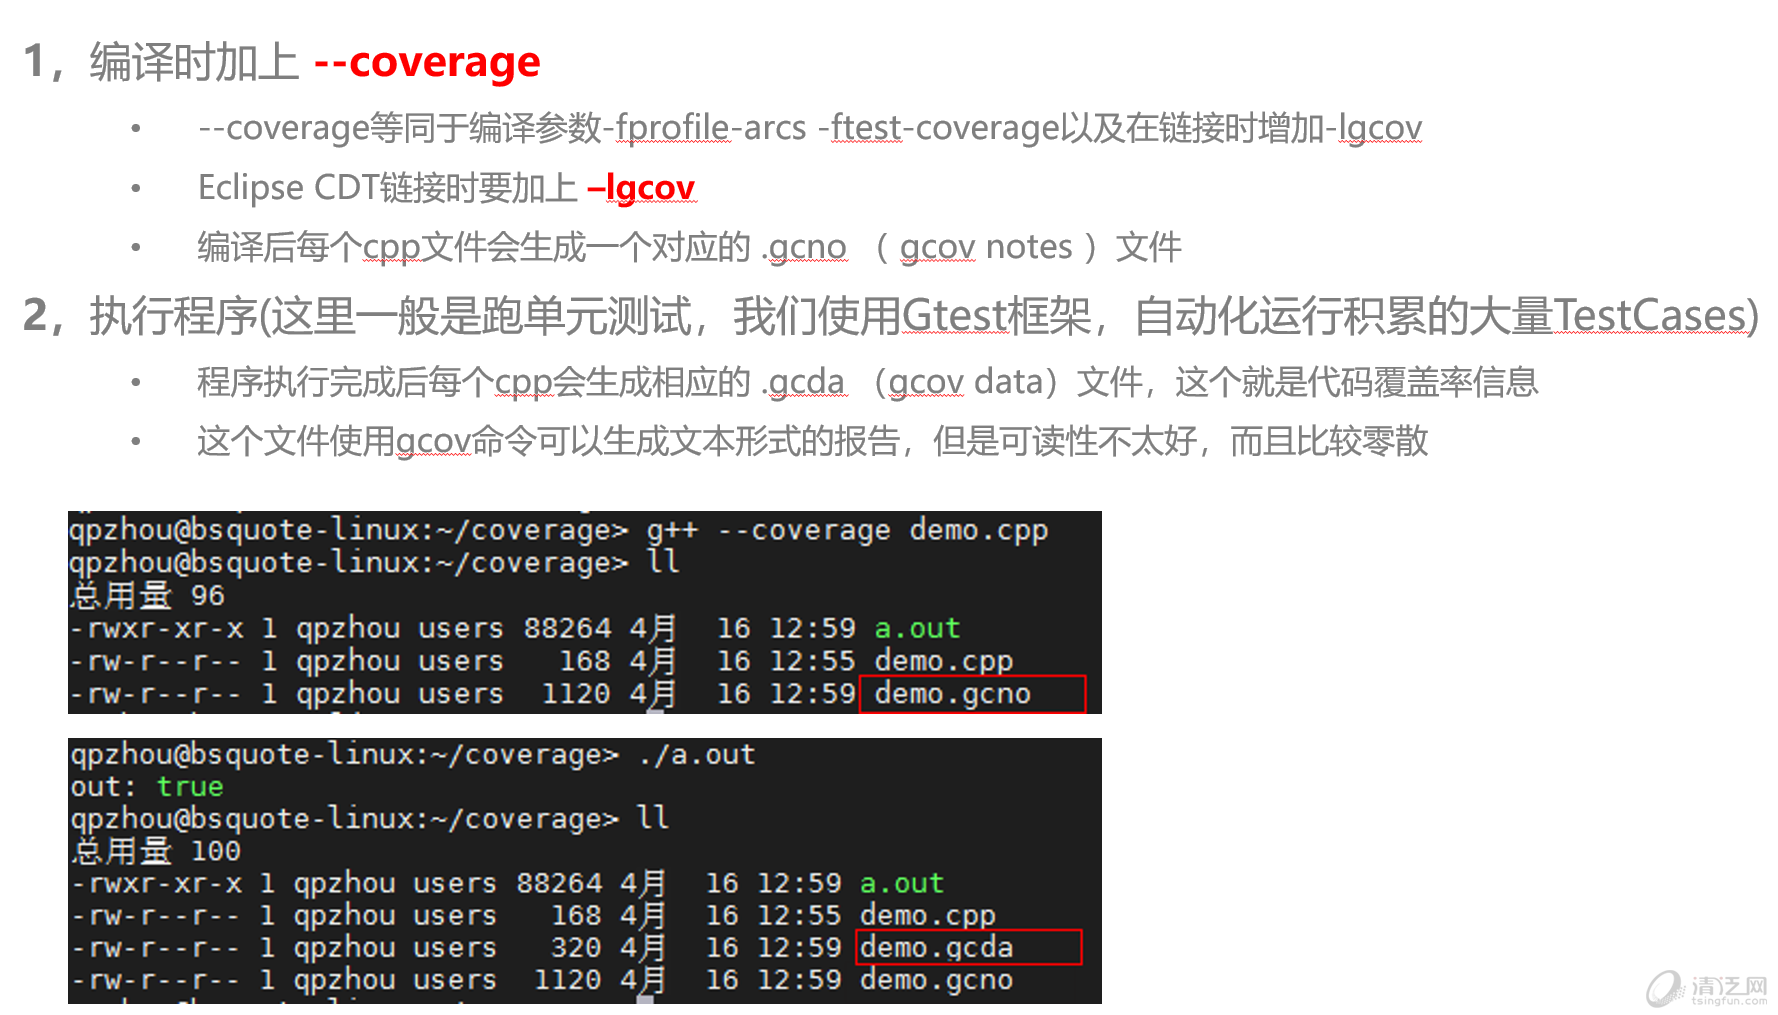 1，编译时加上 --coverage
• --coverage等同于编译参数-fprofile-arcs -ftest-coverage以及在链接时增加-lgcov
• Eclipse CDT链接时要加上 –lgcov
• 编译后每个cpp文件会生成一个对应的 .gcno （ gcov notes ）文件
2，执行程序(这里一般是跑单元测试，我们使用Gtest框架，自动化运行积累的大量TestCases)
• 程序执行完成后每个cpp会生成相应的 .gcda （gcov data）文件，这个就是代码覆盖率信息
• 这个文件使用gcov命令可以生成文本形式的报告，但是可读性不太好，而且比较零散
qpzhou@bsquote-linux:~/coverage> g++ --coverage demo.cpp
qpzhou@bsquote-linux:~/coverage> ll
总用量 96
-rwxr-xr-x 1 qpzhou users 88264 4月 16 12:59 a.out
-rw-r--r-- 1 qpzhou users 168 4月 16 12:55 demo.cpp
-rw-r--r-- 1 qpzhou users 1120 4月 16 12:59 demo.gcno
qpzhou@bsquote-linux:~/coverage> ./a.out
out: true
qpzhou@bsquote-linux:~/coverage> ll
总用量 100
-rwxr-xr-x 1 qpzhou users 88264 4月 16 12:59 a.out
-rw-r--r-- 1 qpzhou users 168 4月 16 12:55 demo.cpp
-rw-r--r-- 1 qpzhou users 320 4月 16 12:59 demo.gcda
-rw-r--r-- 1 qpzhou users 1120 4月 16 12:59 demo.gcno
清泛网
tsingfun.com